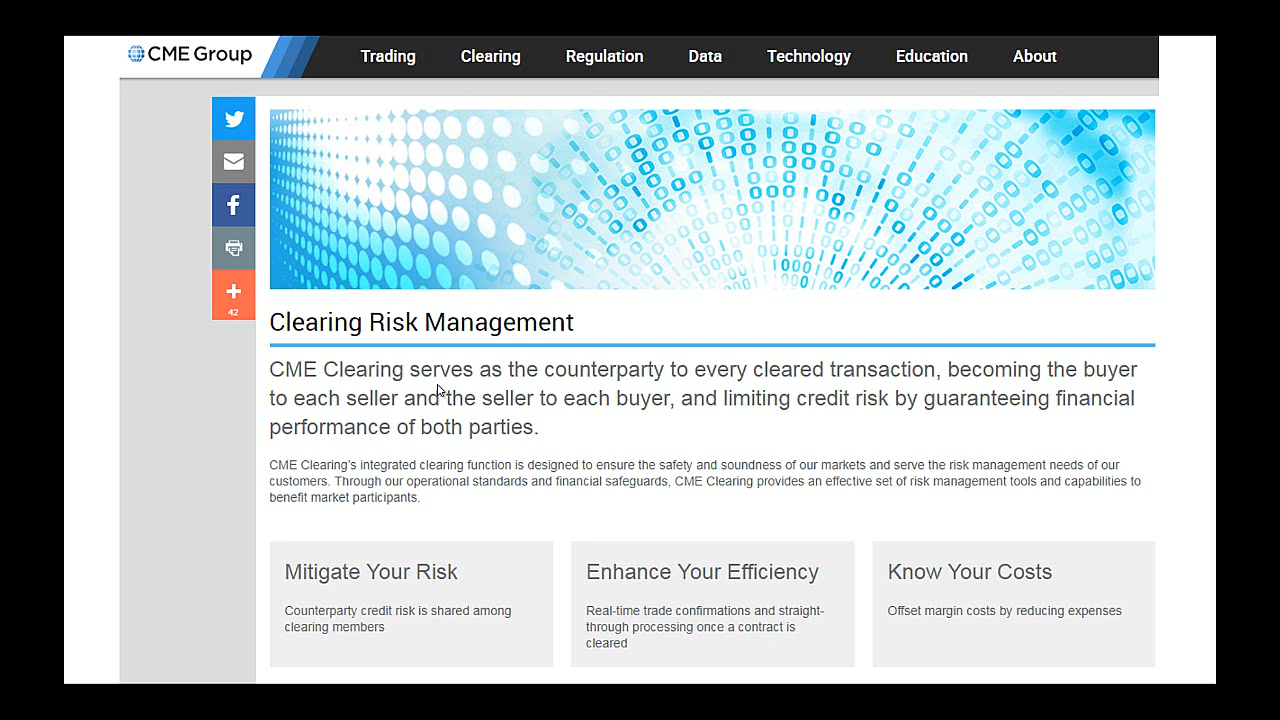 CME Group
Trading Clearing Regulation Data Technology Education About
42
Clearing Risk Management
CME Clearing serves as the counterparty to every cleared transaction, becoming the buyer
to each seller and the seller to each buyer, and limiting credit risk by guaranteeing financial
performance of both parties.
CME Clearing's integrated clearing function is designed to ensure the safety and soundness of our markets and serve the risk management needs of our
customers. Through our operational standards and financial safeguards, CME Clearing provides an effective set of risk management tools and capabilities to
benefit market participants.
Mitigate Your Risk
Counterparty credit risk is shared among
clearing members
Enhance Your Efficiency
Real-time trade confirmations and straight-
through processing once a contract is
cleared
Know Your Costs
Offset margin costs by reducing expenses